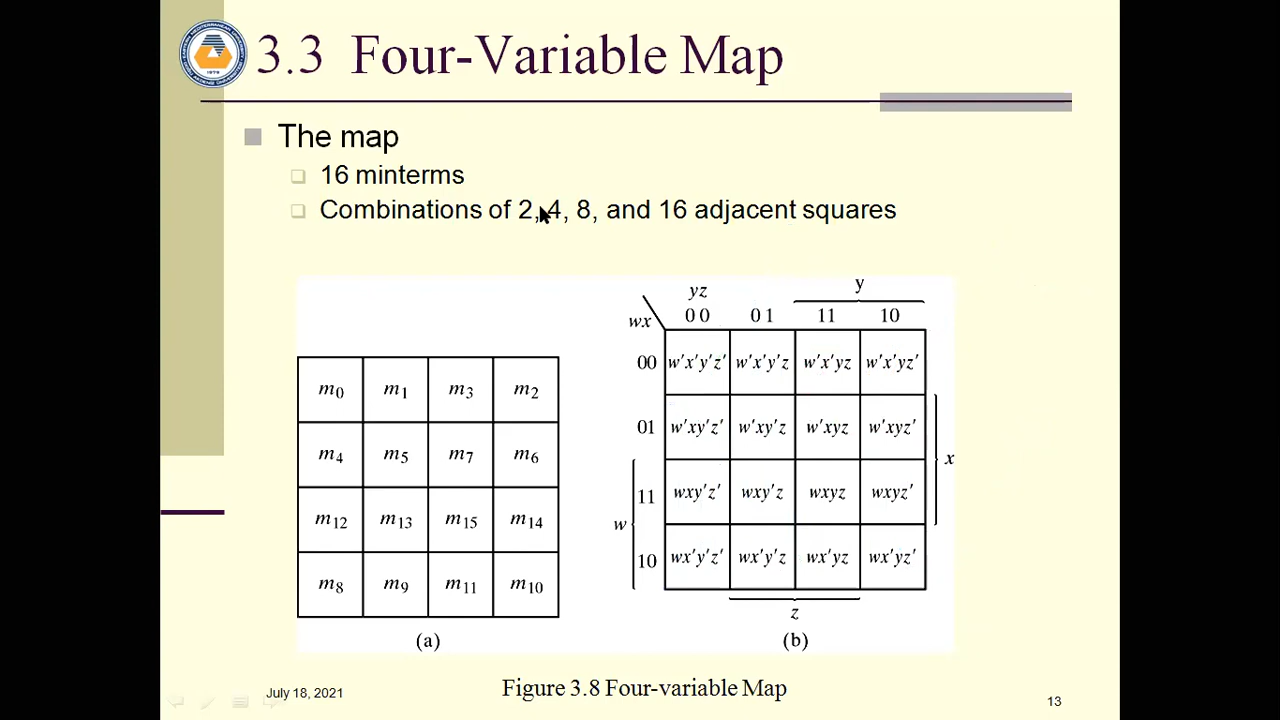 3.3 Four-Variable Map
The map
16 minterms
Combinations of 2, 4, 8, and 16 adjacent squares
m0 m1 m3 m2
m4 m5 m7 m6
m12 m13 m15 m14
m8 m9 m11 m10
(a)
y
yz
wx 0 0 0 1 11 10
00 w'x'y'z' w'x'y'z w'x'yz w'x'yz'
01 w'xy'z' w'xy'z w'xyz w'xyz'
x
11 wxy'z' wxy'z wxyz wxyz'
w
10 wx'y'z' wx'y'z wx'yz wx'yz'
z
(b)
Figure 3.8 Four-variable Map
July 18, 2021
13